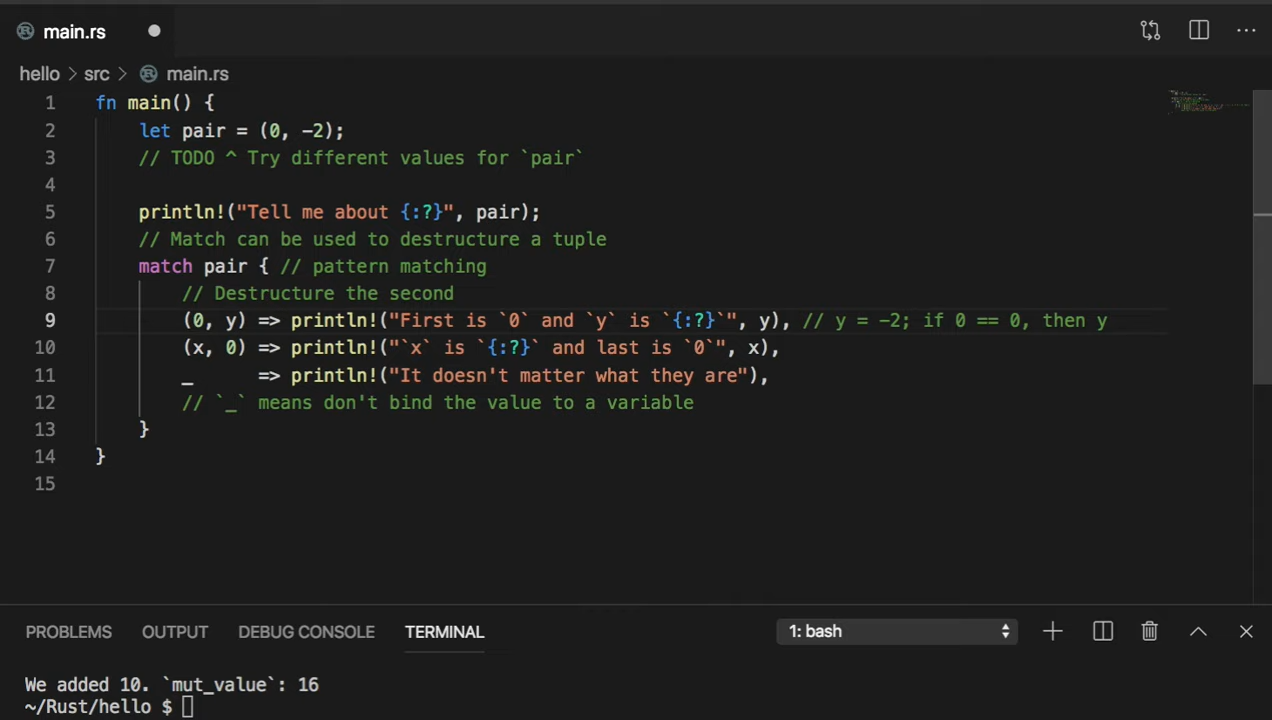 main.rs
hello > src > main.rs
1 fn main() {
2     let pair = (0, -2);
3     // TODO ^ Try different values for `pair`
4
5     println!("Tell me about {:?}", pair);
6     // Match can be used to destructure a tuple
7     match pair { // pattern matching
8         // Destructure the second
9         (0, y) => println!("First is `0` and `y` is `{:?}`", y), // y = -2; if 0 == 0, then y
10         (x, 0) => println!("`x` is `{:?}` and last is `0`", x),
11         _      => println!("It doesn't matter what they are"),
12         // `_` means don't bind the value to a variable
13     }
14 }
15
PROBLEMS OUTPUT DEBUG CONSOLE TERMINAL 1: bash
We added 10. `mut_value`: 16
~/Rust/hello $